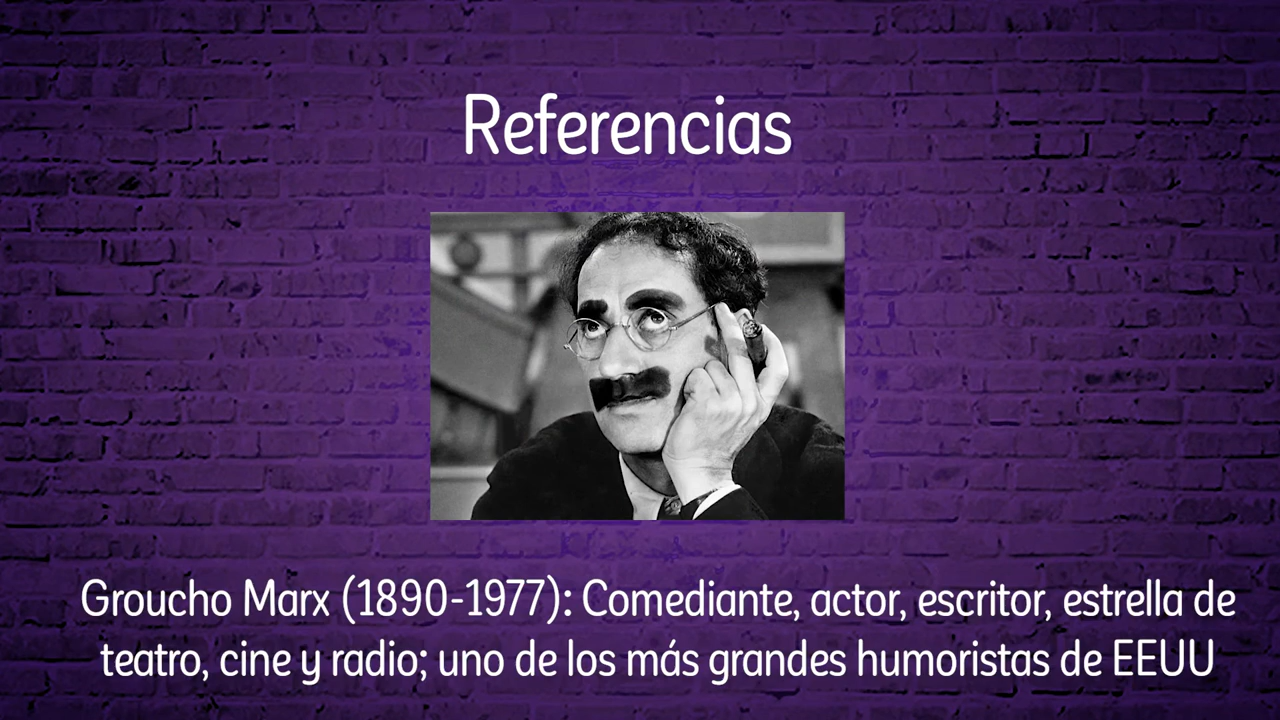 Referencias
Groucho Marx (1890-1977): Comediante, actor, escritor, estrella de
teatro, cine y radio; uno de los más grandes humoristas de EEUU